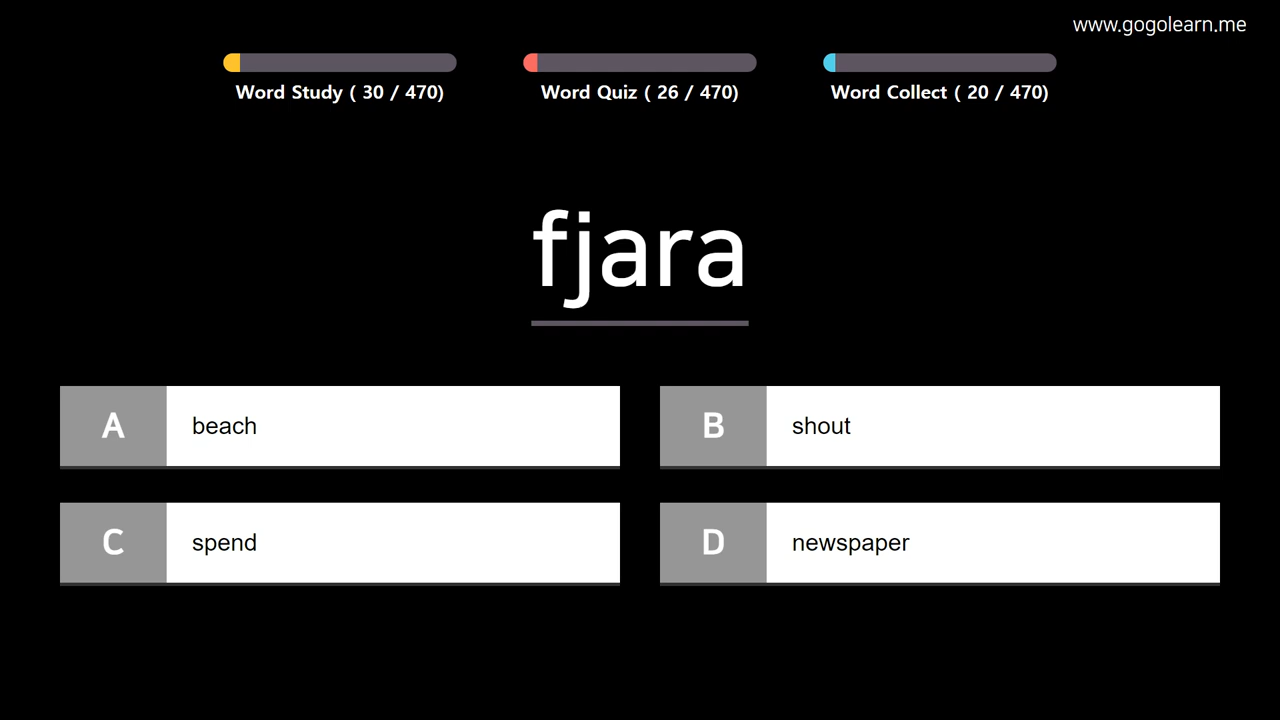 www.gogolearn.me
Word Study ( 30 / 470)
Word Quiz ( 26 / 470)
Word Collect ( 20 / 470)
fjara
A
beach
B
shout
C
spend
D
newspaper